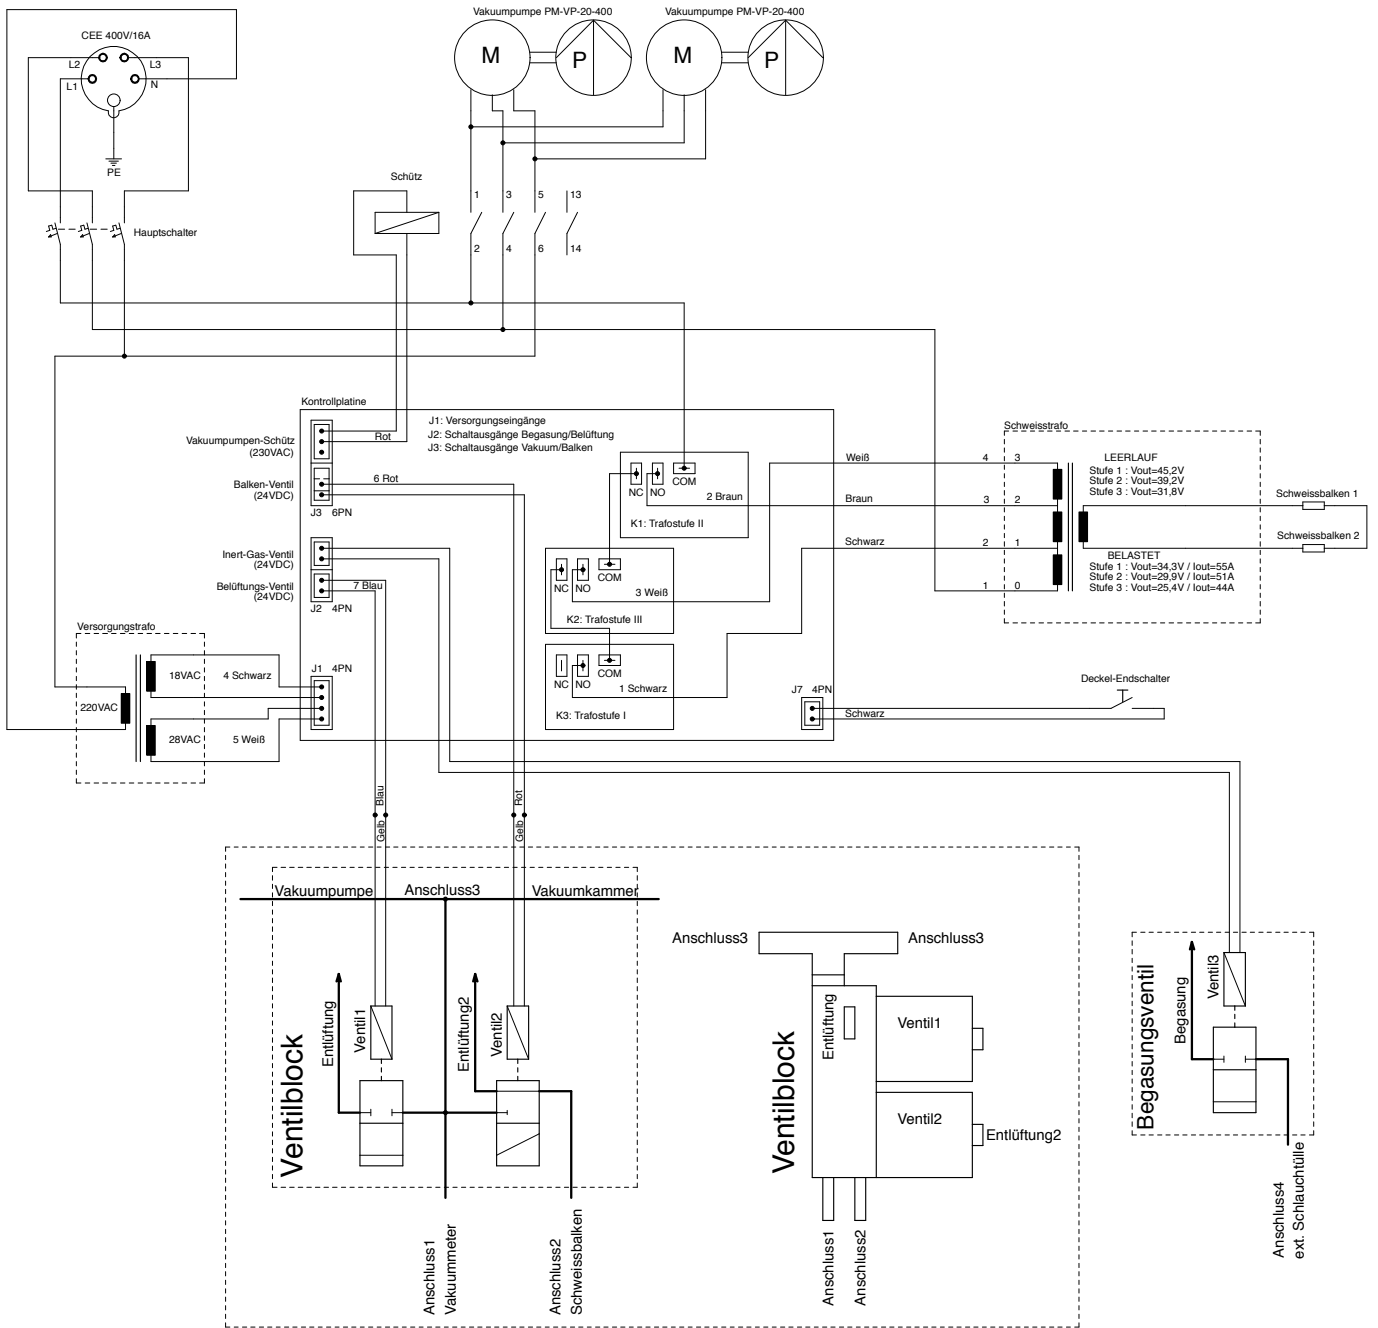 Vakuumpumpe PM-VP-20-400
Vakuumpumpe PM-VP-20-400
CEE 400V/16A
M
P
M
P
L2
L3
L1
N
PE
Schütz
1
3
5
13
Hauptschalter
2
4
6
14
Kontrollplatine
J1: Versorgungseingänge
J2: Schaltausgänge Begasung/Belüftung
J3: Schaltausgänge Vakuum/Balken
Vakuumpumpen-Schütz
(230VAC)
Rot
Balken-Ventil
(24VDC)
6 Rot
J3 6PN
Inert-Gas-Ventil
(24VDC)
Belüftungs-Ventil
(24VDC)
7 Blau
J2 4PN
NC
NO
COM
2 Braun
K1: Trafostufe II
NC
NO
COM
3 Weiß
K2: Trafostufe III
NC
NO
COM
1 Schwarz
K3: Trafostufe I
Weiß
Braun
Schwarz
Schweisstrafo
4 3
3 2
2 1
1 0
LEERLAUF
Stufe 1 : Vout=45,2V
Stufe 2 : Vout=39,2V
Stufe 3 : Vout=31,8V
BELASTET
Stufe 1 : Vout=34,3V / Iout=55A
Stufe 2 : Vout=29,9V / Iout=51A
Stufe 3 : Vout=25,4V / Iout=44A
Schweissbalken 1
Schweissbalken 2
Versorgungstrafo
18VAC
4 Schwarz
220VAC
28VAC
5 Weiß
J1 4PN
J7 4PN
Schwarz
Deckel-Endschalter
Blau
Gelb
Rot
Gelb
Vakuumpumpe
Anschluss3
Vakuumkammer
Ventilblock
Entlüftung
Ventil1
Entlüftung2
Ventil2
Anschluss1
Vakuummeter
Anschluss2
Schweissbalken
Anschluss3
Anschluss3
Ventilblock
Entlüftung
Ventil1
Ventil2
Entlüftung2
Anschluss1
Anschluss2
Begasungsventil
Begasung
Ventil3
Anschluss4
ext. Schlauchtülle